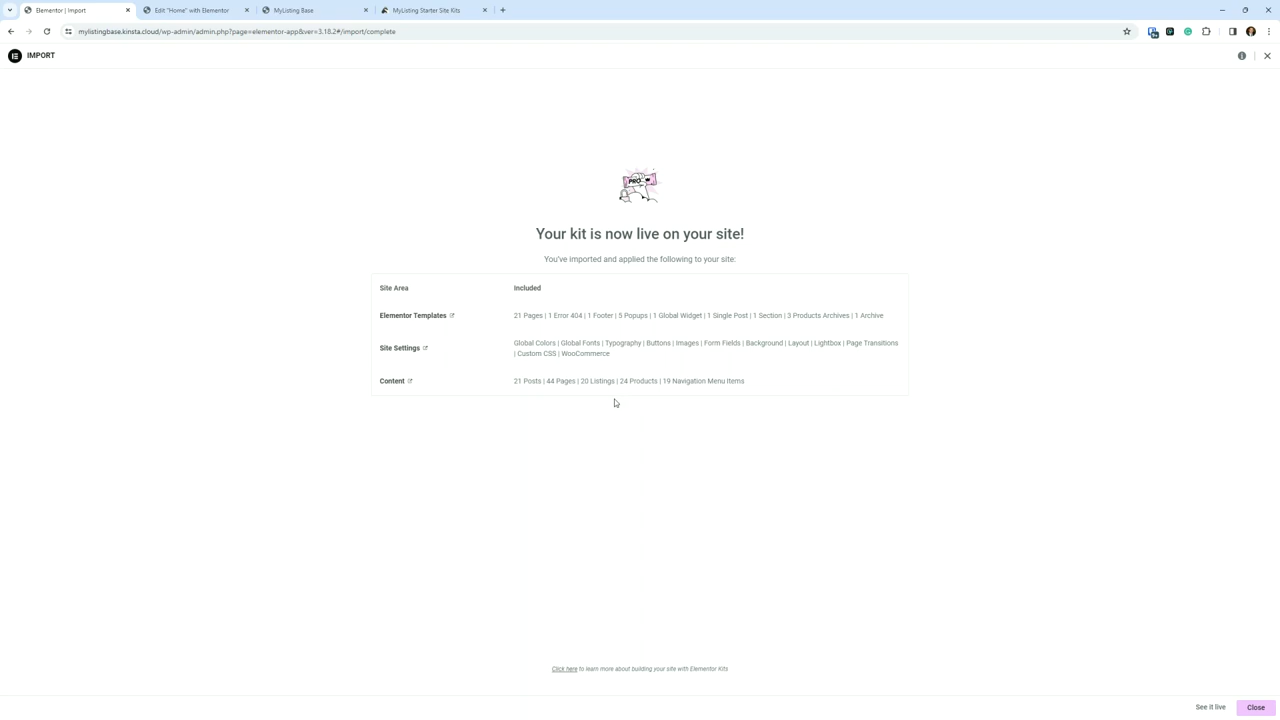 Elementor | Import
Edit "Home" with Elementor
MyListing Base
MyListing Starter Site Kits
mylistingbase.kinsta.cloud/wp-admin/admin.php?page=elementor-app&ver=3.18.2#/import/complete
IMPORT
PRO
Your kit is now live on your site!
You've imported and applied the following to your site:
Site Area Included
Elementor Templates 21 Pages | 1 Error 404 | 1 Footer | 5 Popups | 1 Global Widget | 1 Single Post | 1 Section | 3 Products Archives | 1 Archive
Site Settings Global Colors | Global Fonts | Typography | Buttons | Images | Form Fields | Background | Layout | Lightbox | Page Transitions
| Custom CSS | WooCommerce
Content 21 Posts | 44 Pages | 20 Listings | 24 Products | 19 Navigation Menu Items
Click here to learn more about building your site with Elementor Kits
See it live
Close